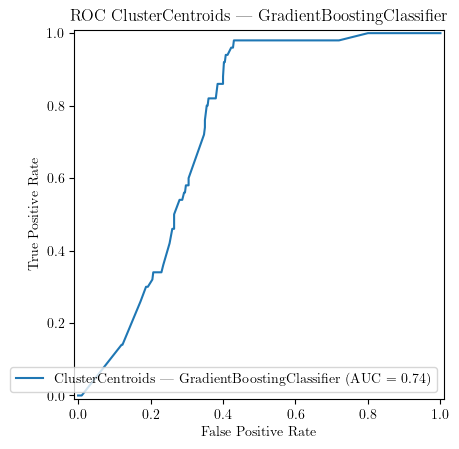 ROC ClusterCentroids — GradientBoostingClassifier
1.0
0.8
0.6
0.4
0.2
0.0
True Positive Rate
ClusterCentroids — GradientBoostingClassifier (AUC = 0.74)
0.0 0.2 0.4 0.6 0.8 1.0
False Positive Rate